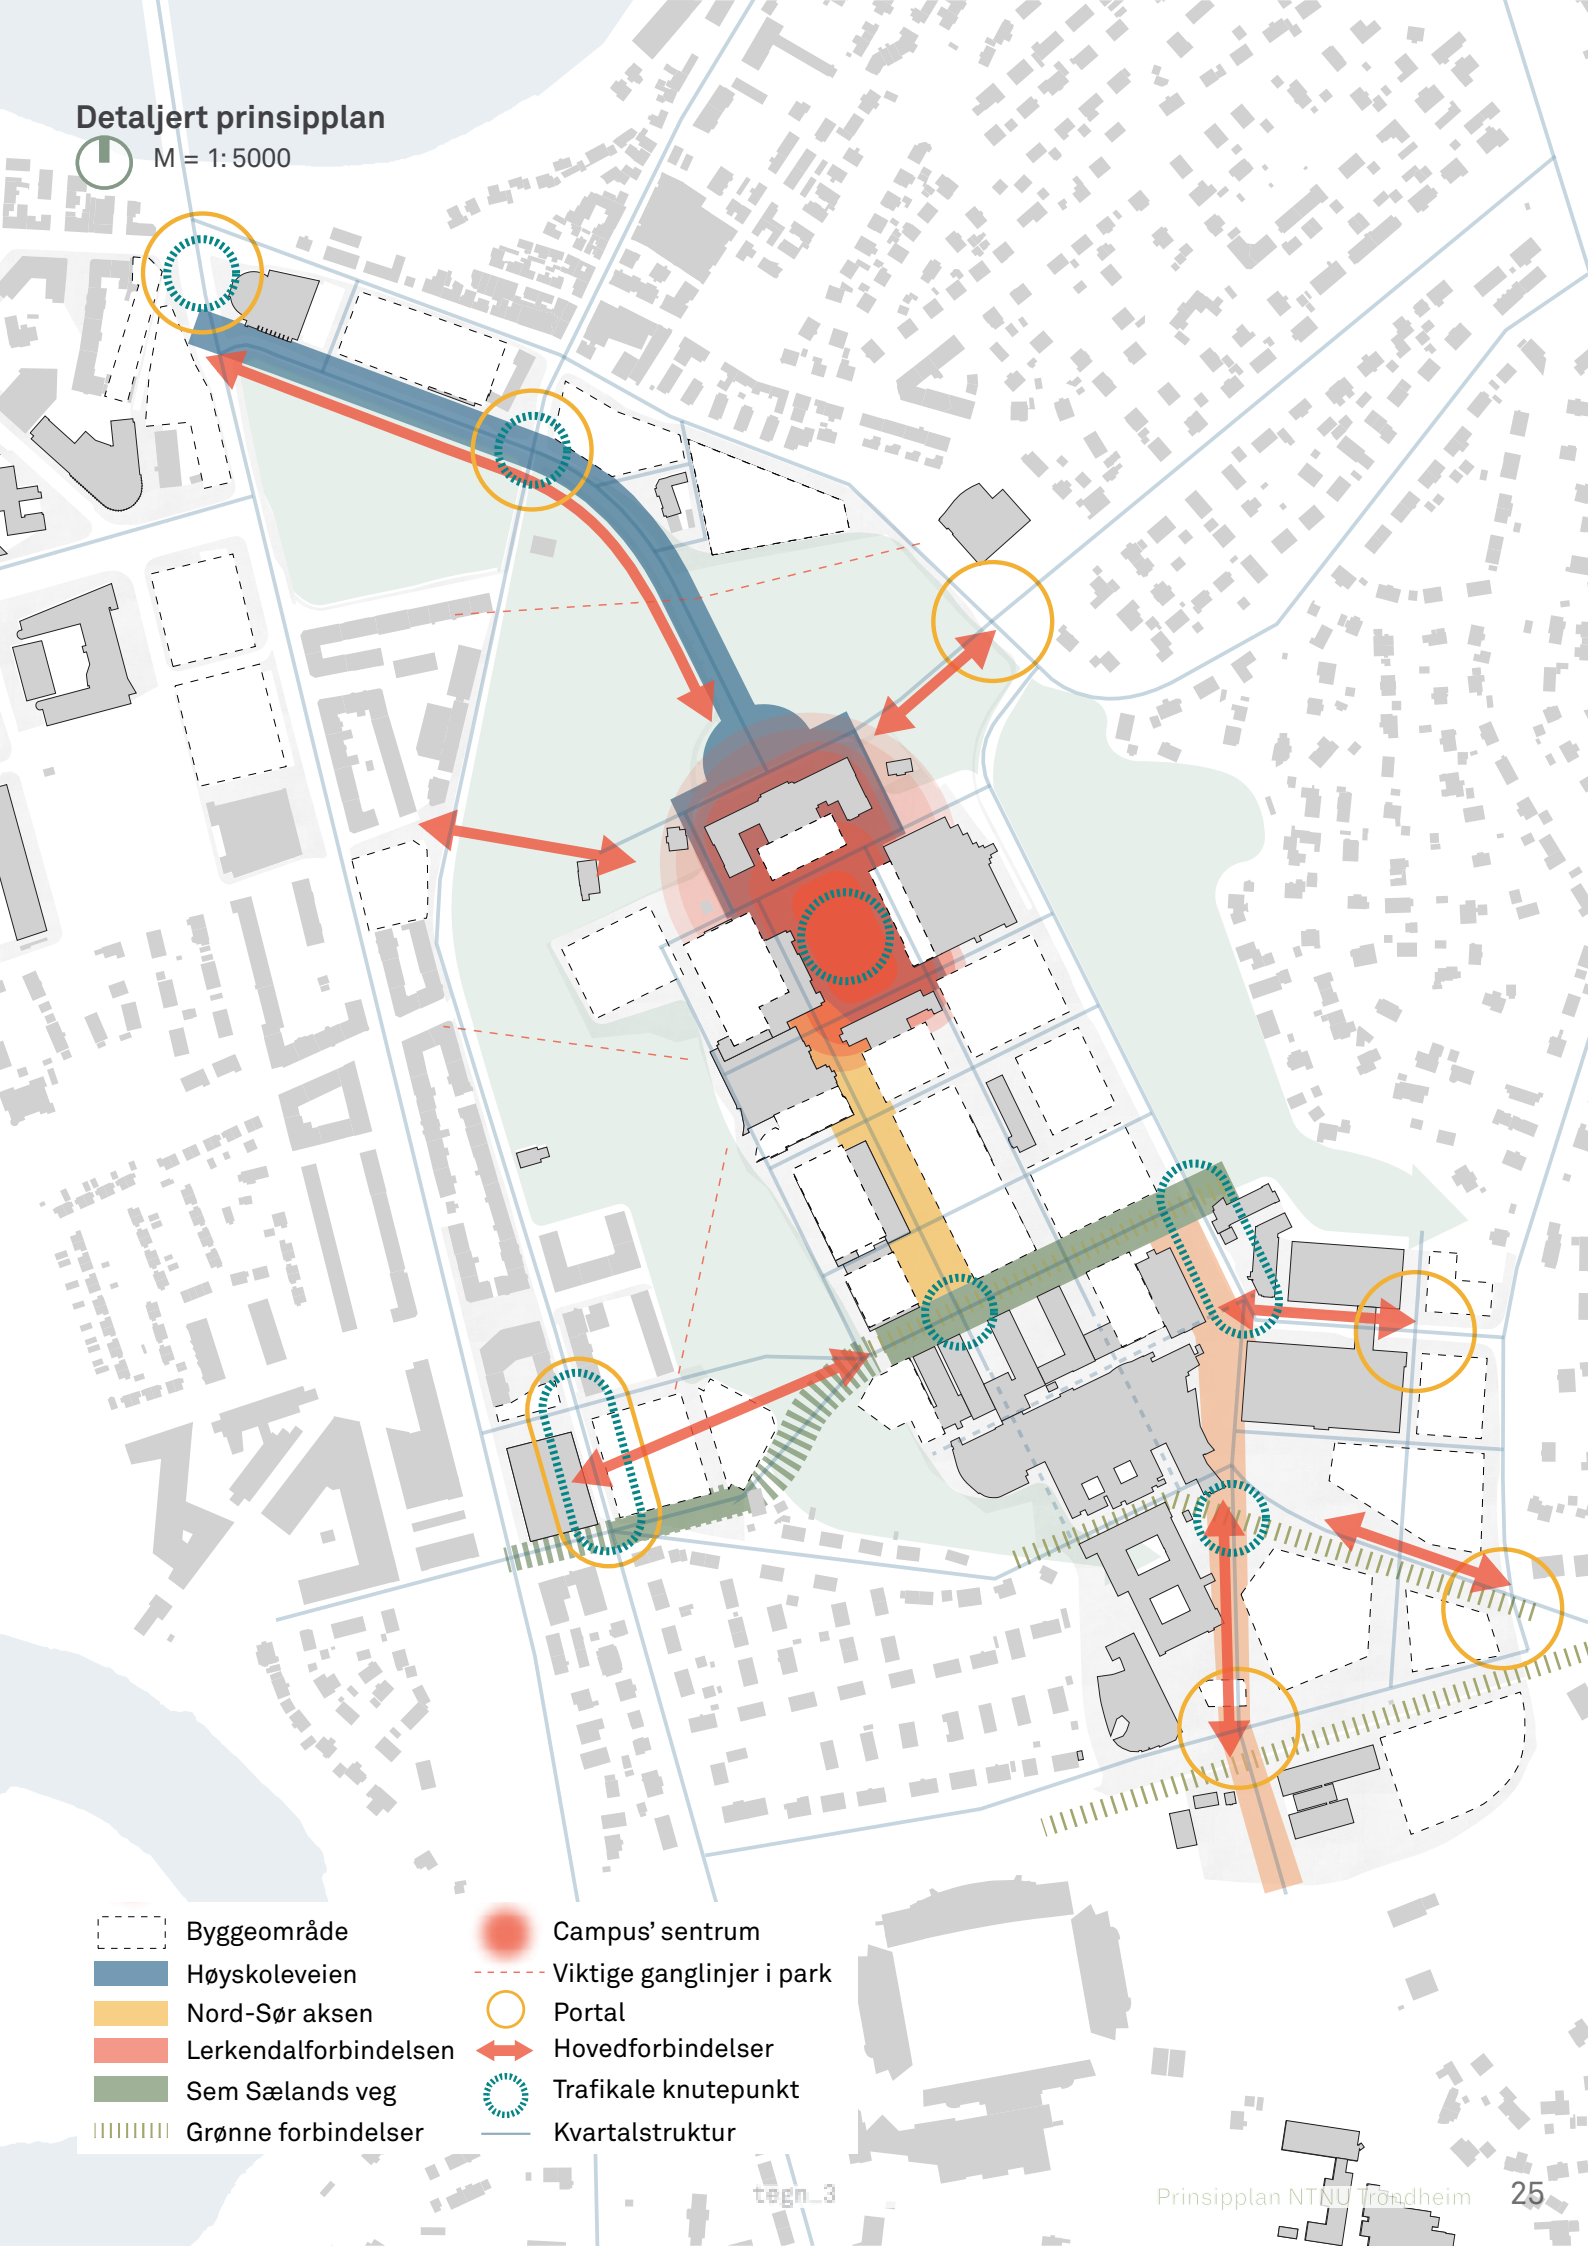 Detaljert prinsipplan
M = 1: 5000
Byggeområde
Høyskoleveien
Nord-Sør aksen
Lerkendalforbindelsen
Sem Sælands veg
Grønne forbindelser
Campus’ sentrum
Viktige ganglinjer i park
Portal
Hovedforbindelser
Trafikale knutepunkt
Kvartalstruktur
tegn_3
Prinsipplan NTNU Trondheim 25